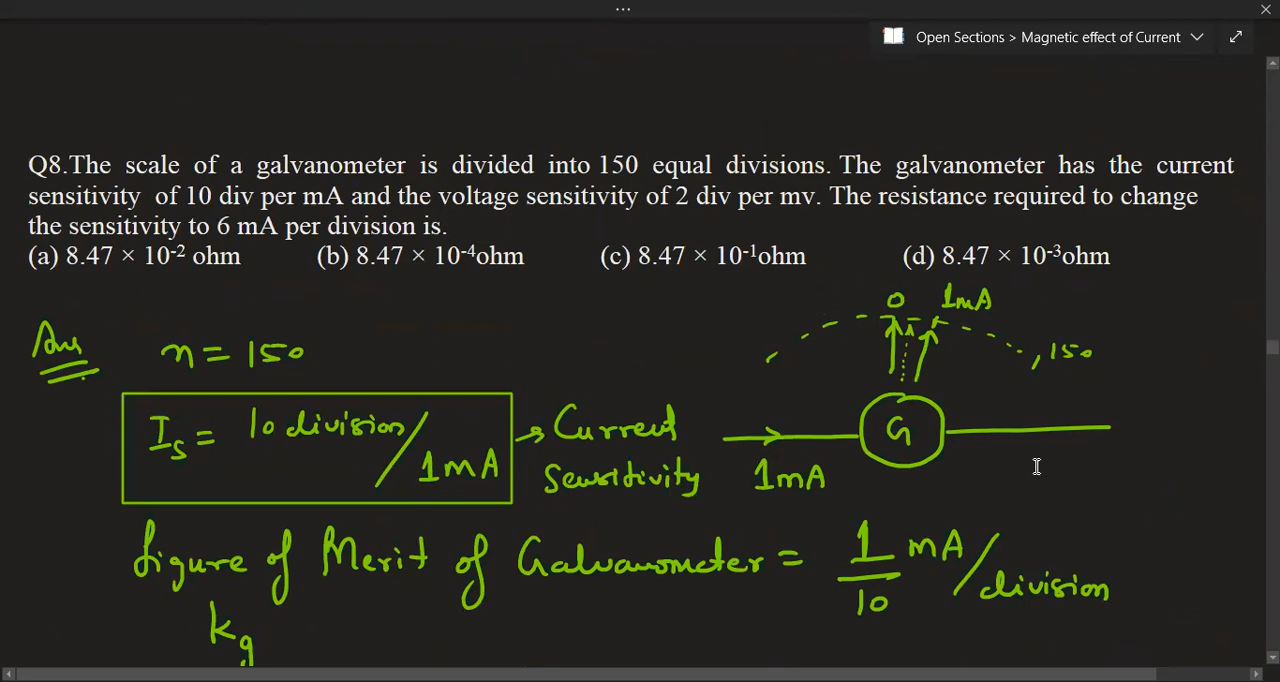 Open Sections > Magnetic effect of Current
Q8.The scale of a galvanometer is divided into 150 equal divisions. The galvanometer has the current
sensitivity of 10 div per mA and the voltage sensitivity of 2 div per mv. The resistance required to change
the sensitivity to 6 mA per division is.
(a) 8.47 × 10⁻² ohm (b) 8.47 × 10⁻⁴ohm (c) 8.47 × 10⁻¹ohm (d) 8.47 × 10⁻³ohm
0 1mA
Ans n = 150
, 150
I_s = 10 division / 1mA → Current
Sensitivity
G
1mA
figure of Merit of Galvanometer = 1/10 mA/division
k_g